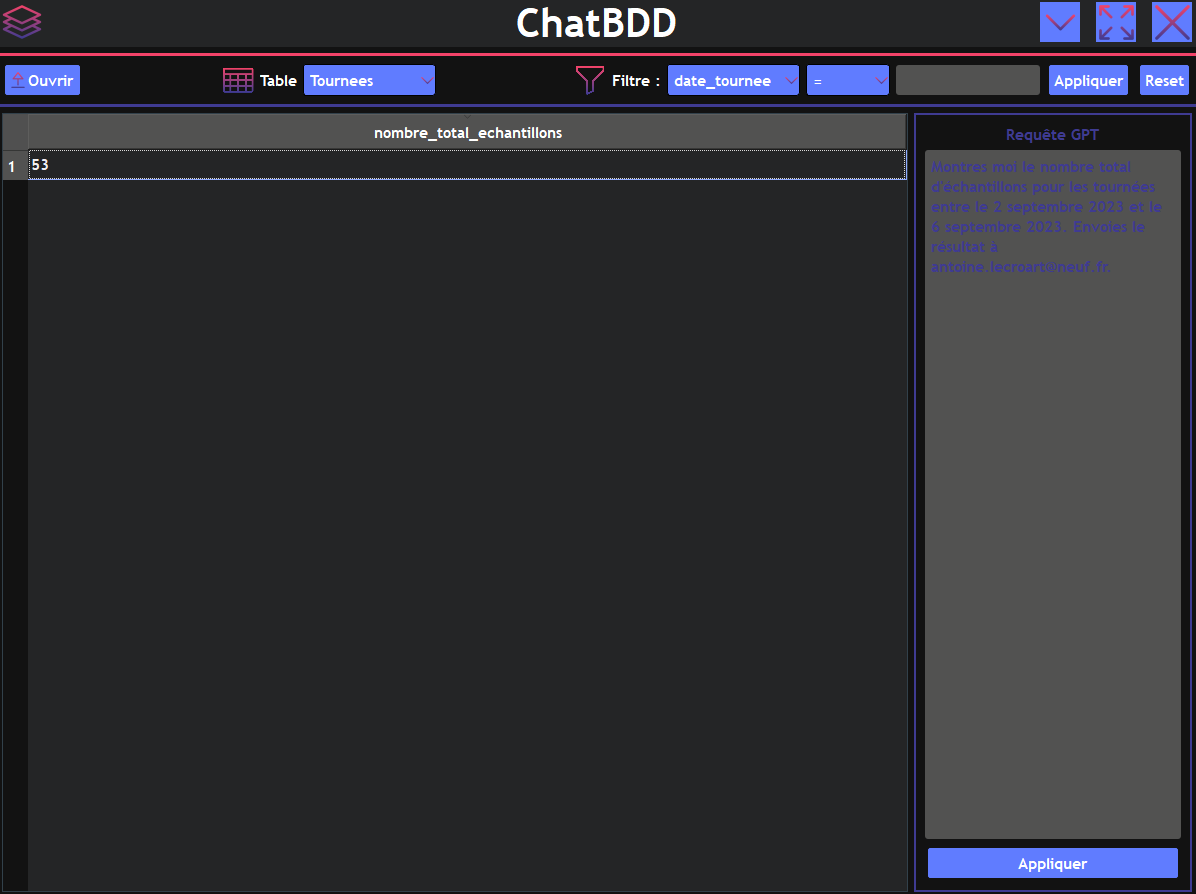 ChatBDD
Ouvrir
Table
Tournees
Filtre :
date_tournee
=
Appliquer
Reset
nombre_total_echantillons
1
53
Requête GPT
Montres moi le nombre total
d'échantillons pour les tournées
entre le 2 septembre 2023 et le
6 septembre 2023. Envoies le
résultat à
antoine.lecroart@neuf.fr.
Appliquer